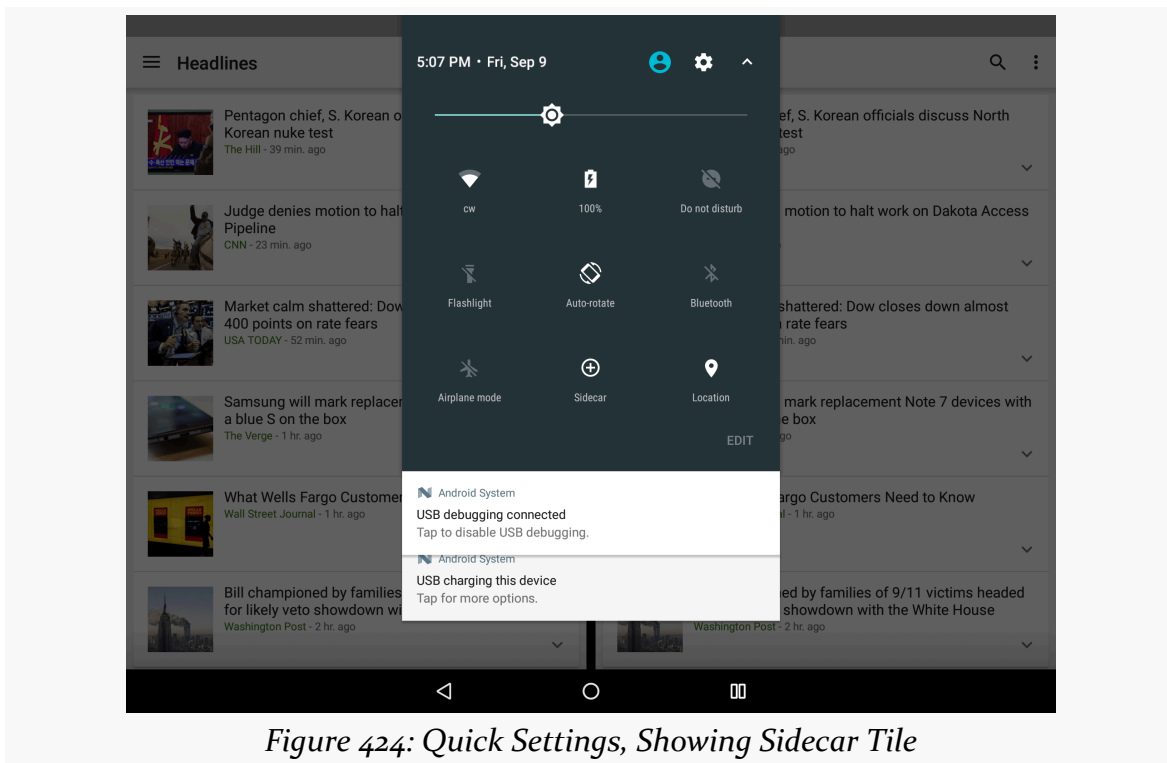 Headlines
Pentagon chief, S. Korean o
Korean nuke test
The Hill - 39 min. ago
Judge denies motion to halt
Pipeline
CNN - 23 min. ago
Market calm shattered: Dow
400 points on rate fears
USA TODAY - 52 min. ago
Samsung will mark replacer
a blue S on the box
The Verge - 1 hr. ago
What Wells Fargo Customer
Wall Street Journal - 1 hr. ago
Bill championed by families
for likely veto showdown wi
Washington Post - 2 hr. ago
5:07 PM • Fri, Sep 9
cw
100%
Do not disturb
Flashlight
Auto-rotate
Bluetooth
Airplane mode
Sidecar
Location
EDIT
Android System
USB debugging connected
Tap to disable USB debugging.
Android System
USB charging this device
Tap for more options.
ef, S. Korean officials discuss North
test
ago
motion to halt work on Dakota Access
shattered: Dow closes down almost
rate fears
min. ago
mark replacement Note 7 devices with
e box
go
argo Customers Need to Know
al - 1 hr. ago
ed by families of 9/11 victims headed
showdown with the White House
Washington Post - 2 hr. ago
Figure 424: Quick Settings, Showing Sidecar Tile